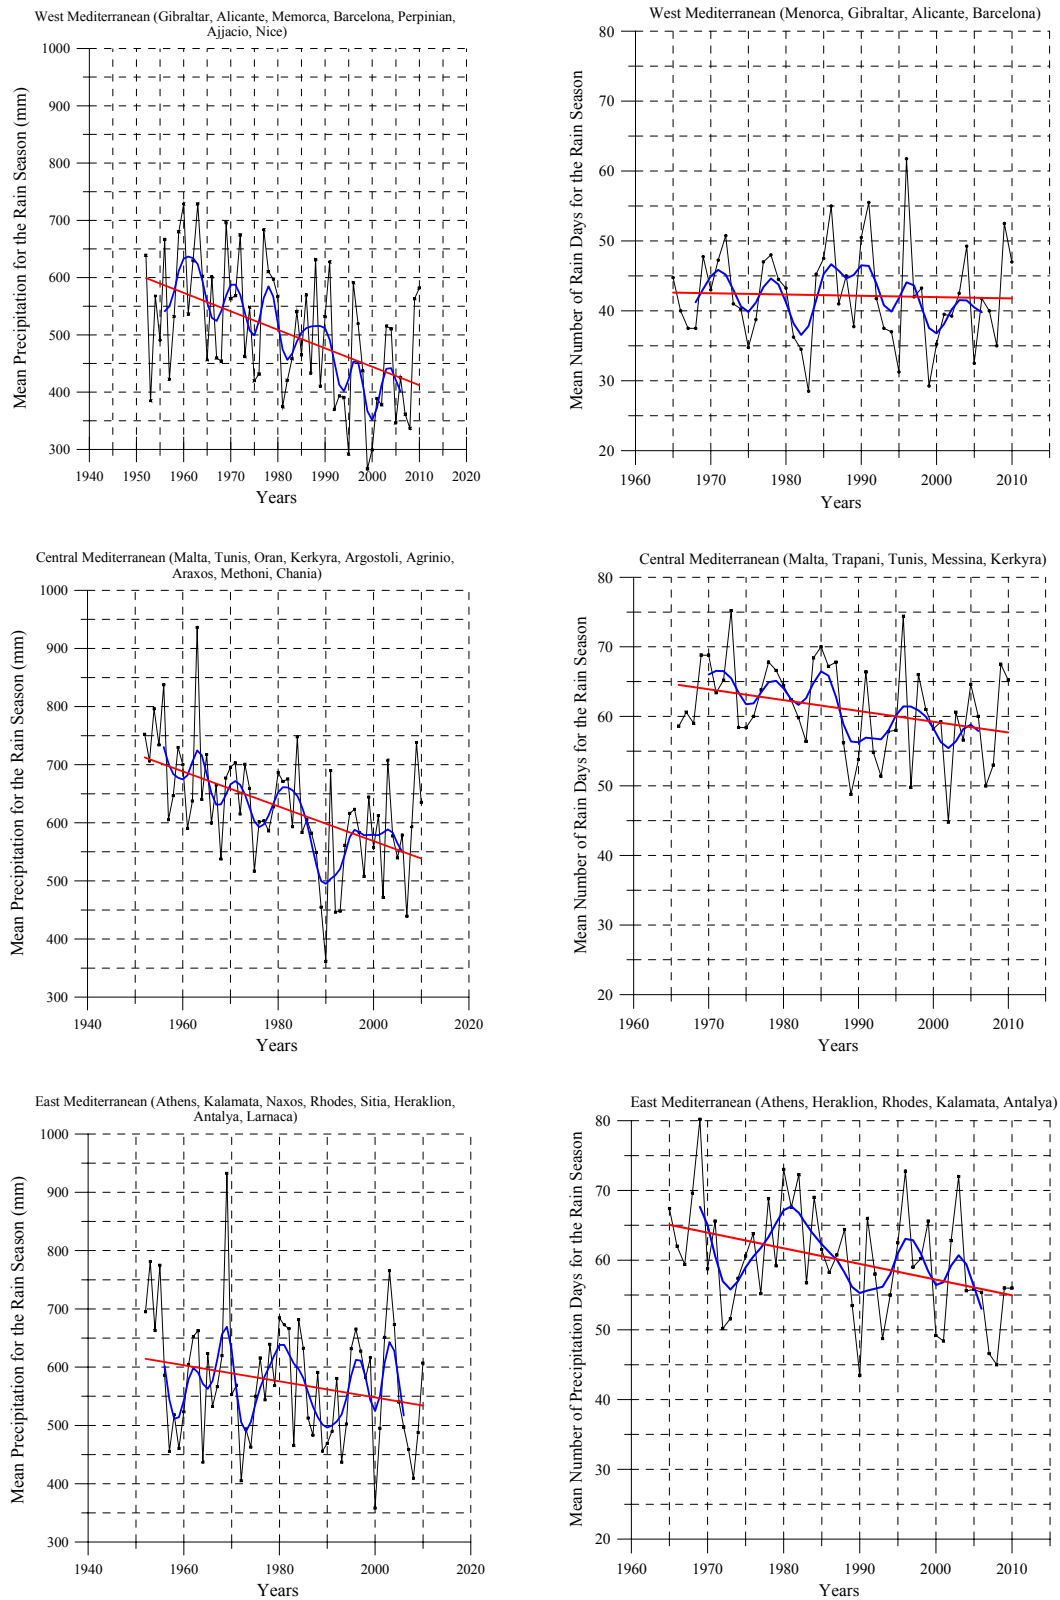 West Mediterranean (Gibraltar, Alicante, Memorca, Barcelona, Perpinian,
Ajjacio, Nice)
Mean Precipitation for the Rain Season (mm)
1000
900
800
700
600
500
400
300
1940 1950 1960 1970 1980 1990 2000 2010 2020
Years
West Mediterranean (Menorca, Gibraltar, Alicante, Barcelona)
Mean Number of Rain Days for the Rain Season
80
70
60
50
40
30
20
1960 1970 1980 1990 2000 2010
Years
Central Mediterranean (Malta, Tunis, Oran, Kerkyra, Argostoli, Agrinio,
Araxos, Methoni, Chania)
Mean Precipitation for the Rain Season (mm)
1000
900
800
700
600
500
400
300
1940 1960 1980 2000 2020
Years
Central Mediterranean (Malta, Trapani, Tunis, Messina, Kerkyra)
Mean Number of Rain Days for the Rain Season
80
70
60
50
40
30
20
1960 1970 1980 1990 2000 2010
Years
East Mediterranean (Athens, Kalamata, Naxos, Rhodes, Sitia, Heraklion,
Antalya, Larnaca)
Mean Precipitation for the Rain Season (mm)
1000
900
800
700
600
500
400
300
1940 1960 1980 2000 2020
Years
East Mediterranean (Athens, Heraklion, Rhodes, Kalamata, Antalya)
Mean Number of Precipitation Days for the Rain Season
80
70
60
50
40
30
20
1960 1970 1980 1990 2000 2010
Years